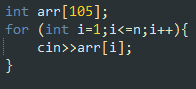 int arr[105];
for (int i=1;i<=n;i++){
cin>>arr[i];
}